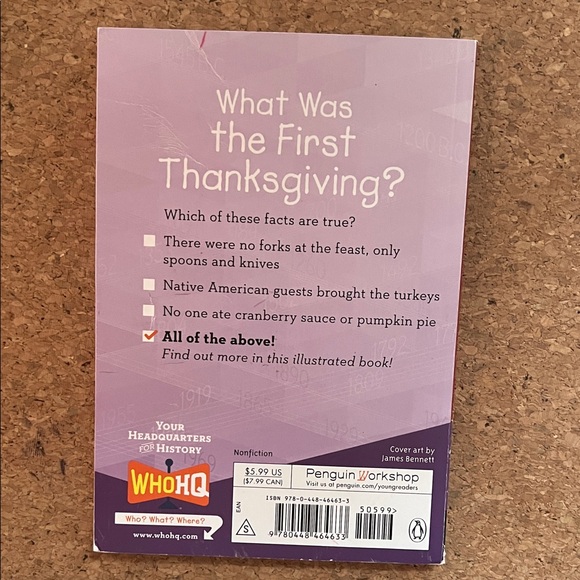 What Was
the First
Thanksgiving?
Which of these facts are true?
There were no forks at the feast, only
spoons and knives
Native American guests brought the turkeys
No one ate cranberry sauce or pumpkin pie
All of the above!
Find out more in this illustrated book!
YOUR
HEADQUARTERS
FOR HISTORY
WHOHQ
Who? What? Where?
www.whohq.com
Nonfiction
Cover art by
James Bennett
$5.99 US
($7.99 CAN)
Penguin Workshop
Visit us at penguin.com/youngreaders
ISBN 978-0-448-46463-3
50599>
EAN
S
9 780448 464633